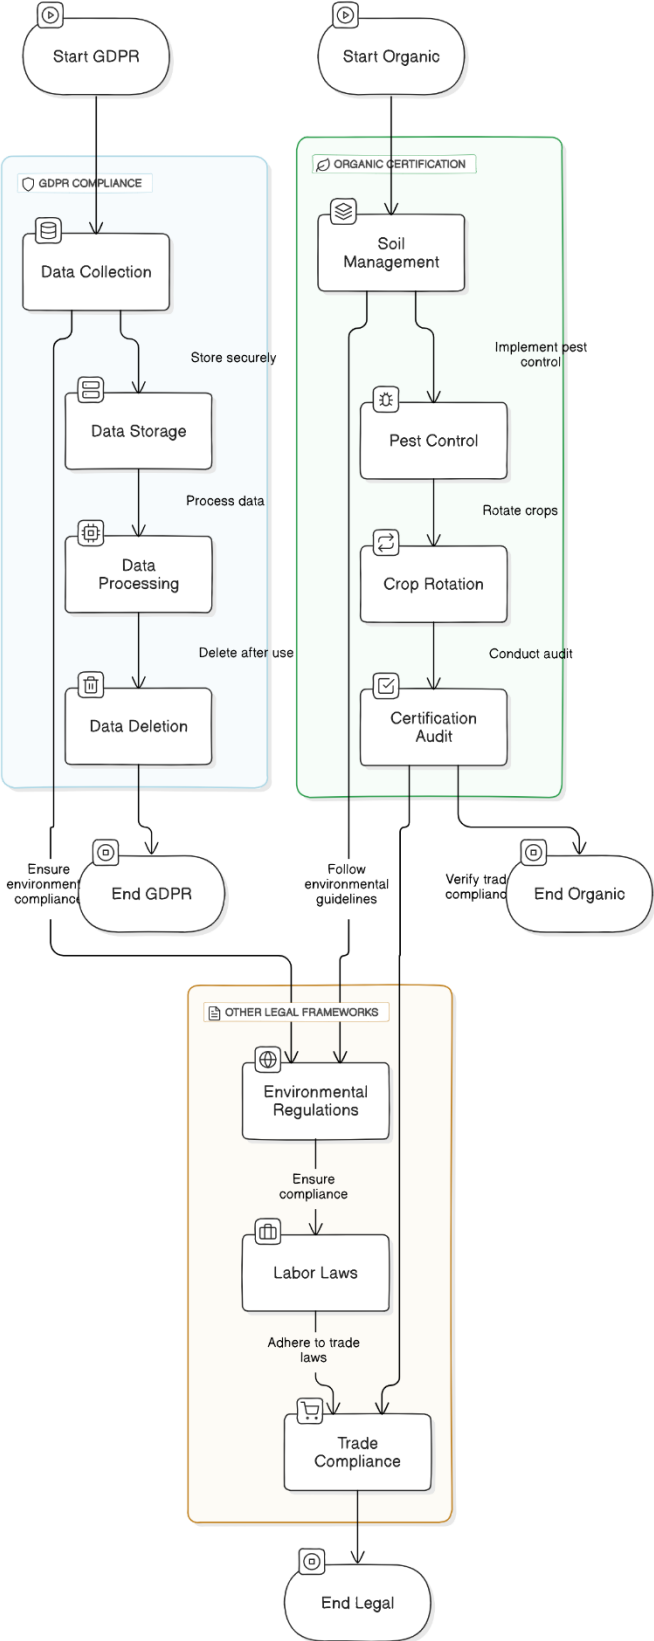 Start GDPR
Start Organic
GDPR COMPLIANCE
ORGANIC CERTIFICATION
Data Collection
Soil
Management
Store securely
Implement pest
control
Data Storage
Pest Control
Process data
Rotate crops
Data
Processing
Crop Rotation
Delete after use
Conduct audit
Data Deletion
Certification
Audit
Ensure
compliance
End GDPR
Follow
environmental
guidelines
Verify
End Organic
OTHER LEGAL FRAMEWORKS
Environmental
Regulations
Ensure
compliance
Labor Laws
Adhere to trade
laws
Trade
Compliance
End Legal